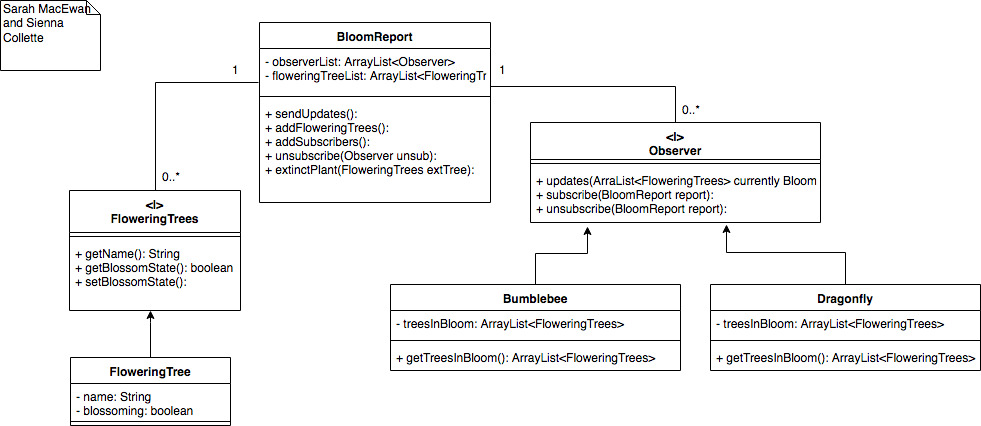 Sarah MacEwan
and Sienna
Collette
BloomReport
- observerList: ArrayList<Observer>
- floweringTreeList: ArrayList<FloweringTr
+ sendUpdates():
+ addFloweringTrees():
+ addSubscribers():
+ unsubscribe(Observer unsub):
+ extinctPlant(FloweringTrees extTree):
1
0..*
1
0..*
<I>
FloweringTrees
+ getName(): String
+ getBlossomState(): boolean
+ setBlossomState():
<I>
Observer
+ updates(ArraList<FloweringTrees> currently Bloom
+ subscribe(BloomReport report):
+ unsubscribe(BloomReport report):
FloweringTree
- name: String
- blossoming: boolean
Bumblebee
- treesInBloom: ArrayList<FloweringTrees>
+ getTreesInBloom(): ArrayList<FloweringTrees>
Dragonfly
- treesInBloom: ArrayList<FloweringTrees>
+ getTreesInBloom(): ArrayList<FloweringTrees>